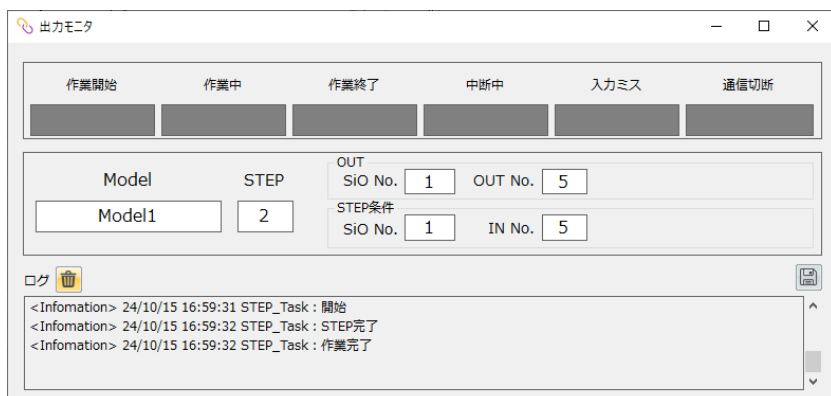 出力モニタ
作業開始 作業中 作業終了 中断中 入力ミス 通信切断
OUT
Model STEP SiO No. 1 OUT No. 5
Model1 2 STEP条件
SiO No. 1 IN No. 5
ログ
<Infomation> 24/10/15 16:59:31 STEP_Task : 開始
<Infomation> 24/10/15 16:59:32 STEP_Task : STEP完了
<Infomation> 24/10/15 16:59:32 STEP_Task : 作業完了